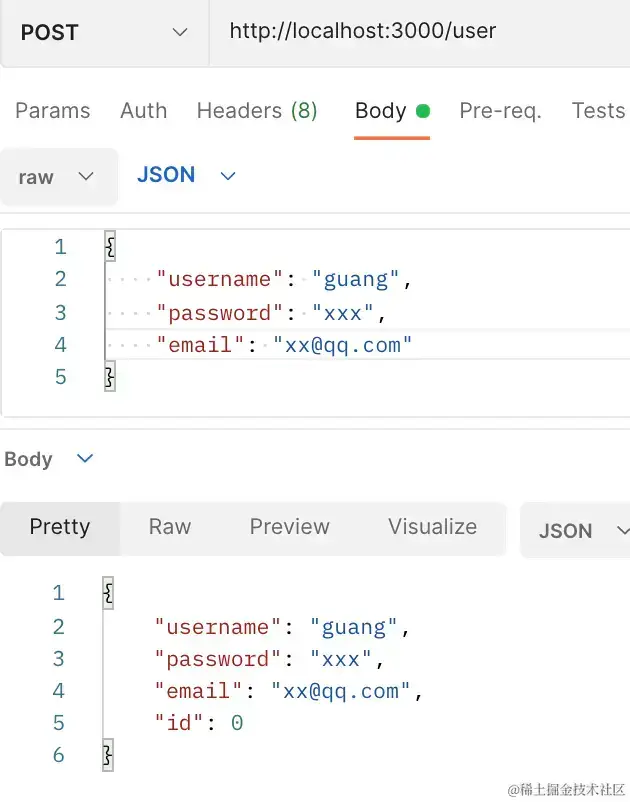 POST http://localhost:3000/user
Params Auth Headers (8) Body Pre-req. Tests
raw JSON
1 {
2 "username": "guang",
3 "password": "xxx",
4 "email": "xx@qq.com"
5 }
Body
Pretty Raw Preview Visualize JSON
1 {
2 "username": "guang",
3 "password": "xxx",
4 "email": "xx@qq.com",
5 "id": 0
6 }
@稀土掘金技术社区